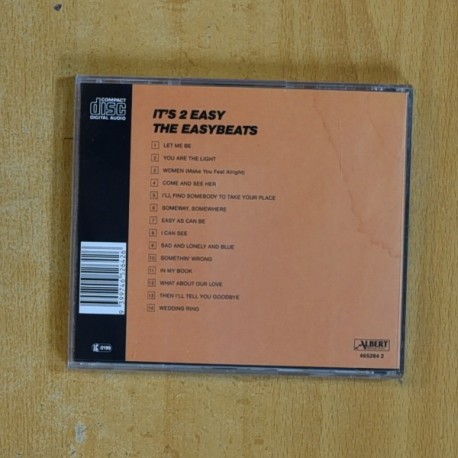 COMPACT
disc
DIGITAL AUDIO
IT'S 2 EASY
THE EASYBEATS
1 LET ME BE
2 YOU ARE THE LIGHT
3 WOMEN (Make You Feel Alright)
4 COME AND SEE HER
5 I'LL FIND SOMEBODY TO TAKE YOUR PLACE
6 SOMEWAY, SOMEWHERE
7 EASY AS CAN BE
8 I CAN SEE
9 SAD AND LONELY AND BLUE
10 SOMETHIN' WRONG
11 IN MY BOOK
12 WHAT ABOUT OUR LOVE
13 THEN I'LL TELL YOU GOODBYE
14 WEDDING RING
ALBERT
465264 2